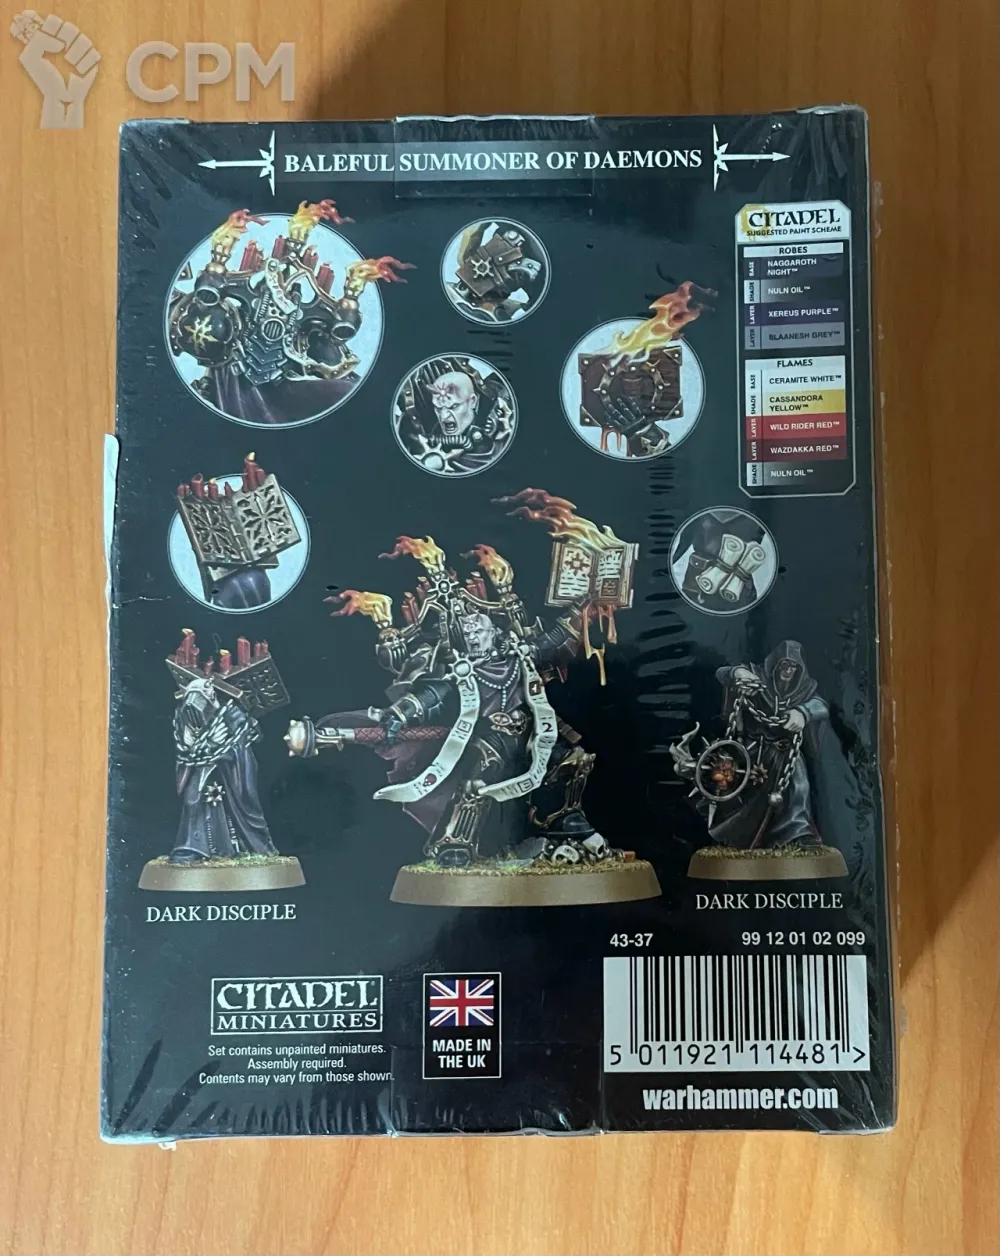 CPM
BALEFUL SUMMONER OF DAEMONS
CITADEL
SUGGESTED PAINT SCHEME
ROBES
BASE NAGGAROTH
NIGHT™
SHADE NULN OIL™
LAYER XEREUS PURPLE™
LAYER SLAANESH GREY™
FLAMES
BASE CERAMITE WHITE™
SHADE CASSANDORA
YELLOW™
LAYER WILD RIDER RED™
LAYER WAZDAKKA RED™
SHADE NULN OIL™
DARK DISCIPLE
DARK DISCIPLE
43-37 99 12 01 02 099
CITADEL
MINIATURES
Set contains unpainted miniatures.
Assembly required.
Contents may vary from those shown.
MADE IN
THE UK
5 011921 114481 >
warhammer.com